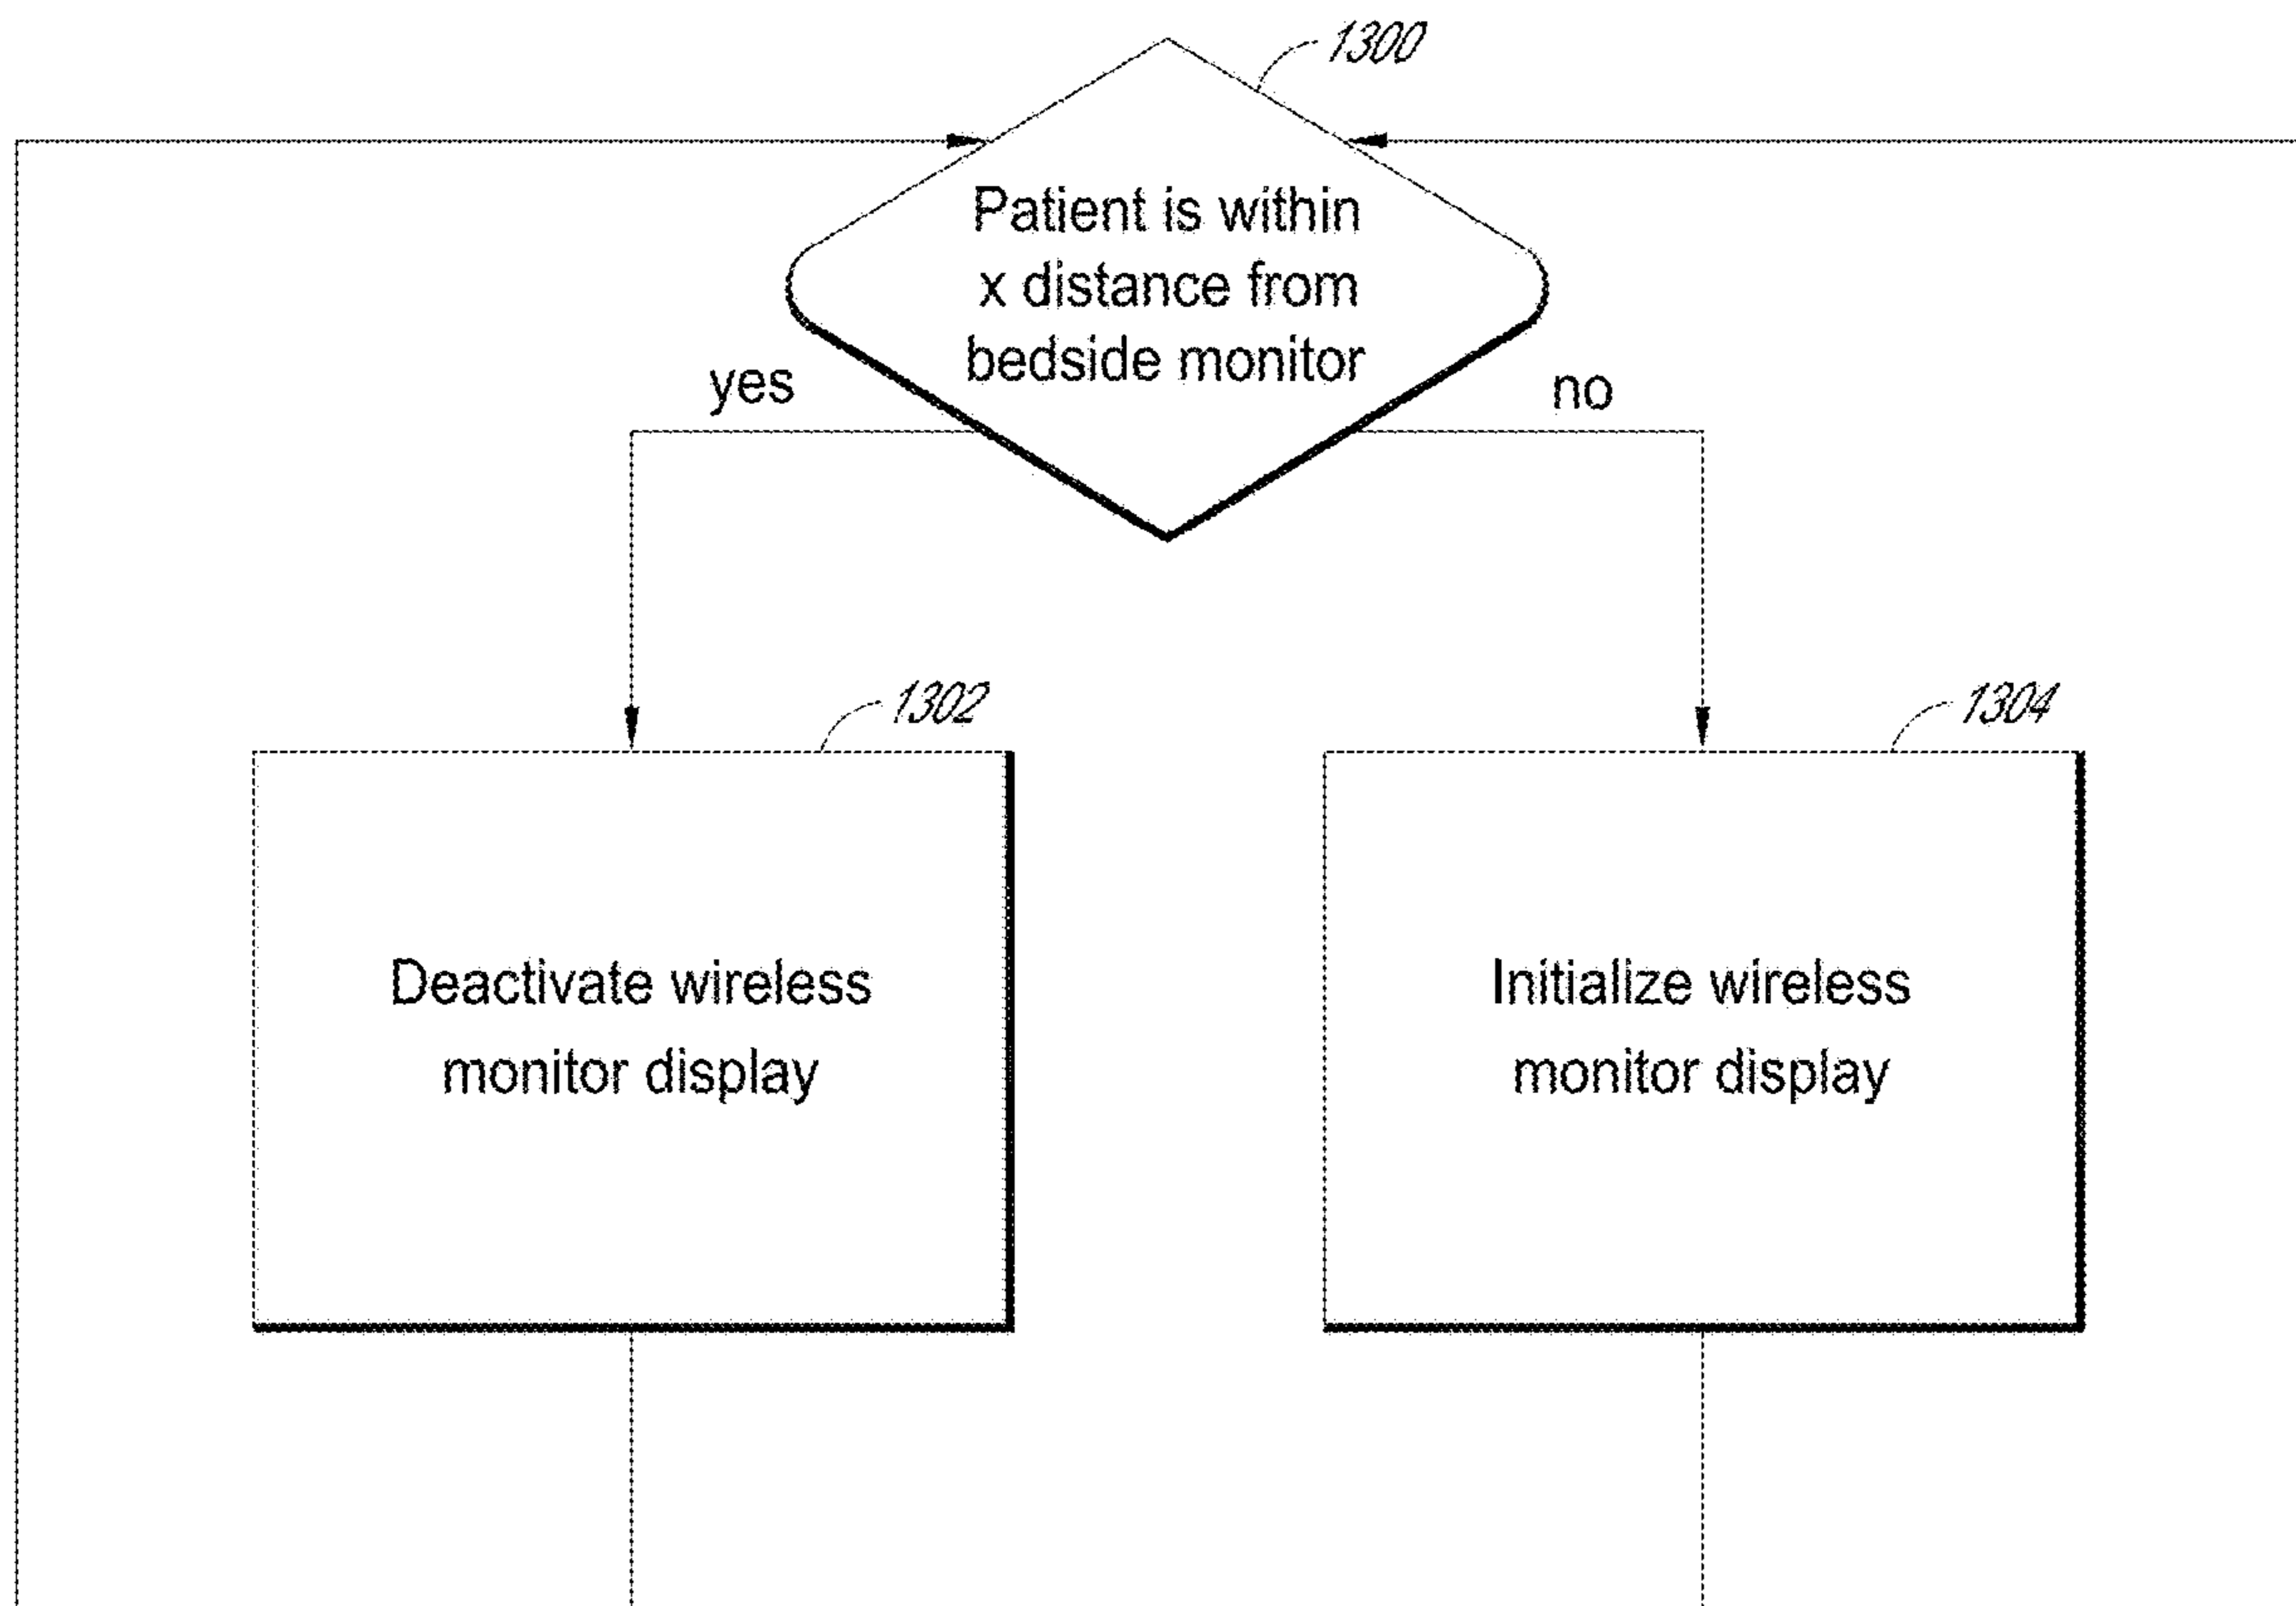 1300
Patient is within
x distance from
bedside monitor
yes
no
1302
1304
Deactivate wireless
monitor display
Initialize wireless
monitor display